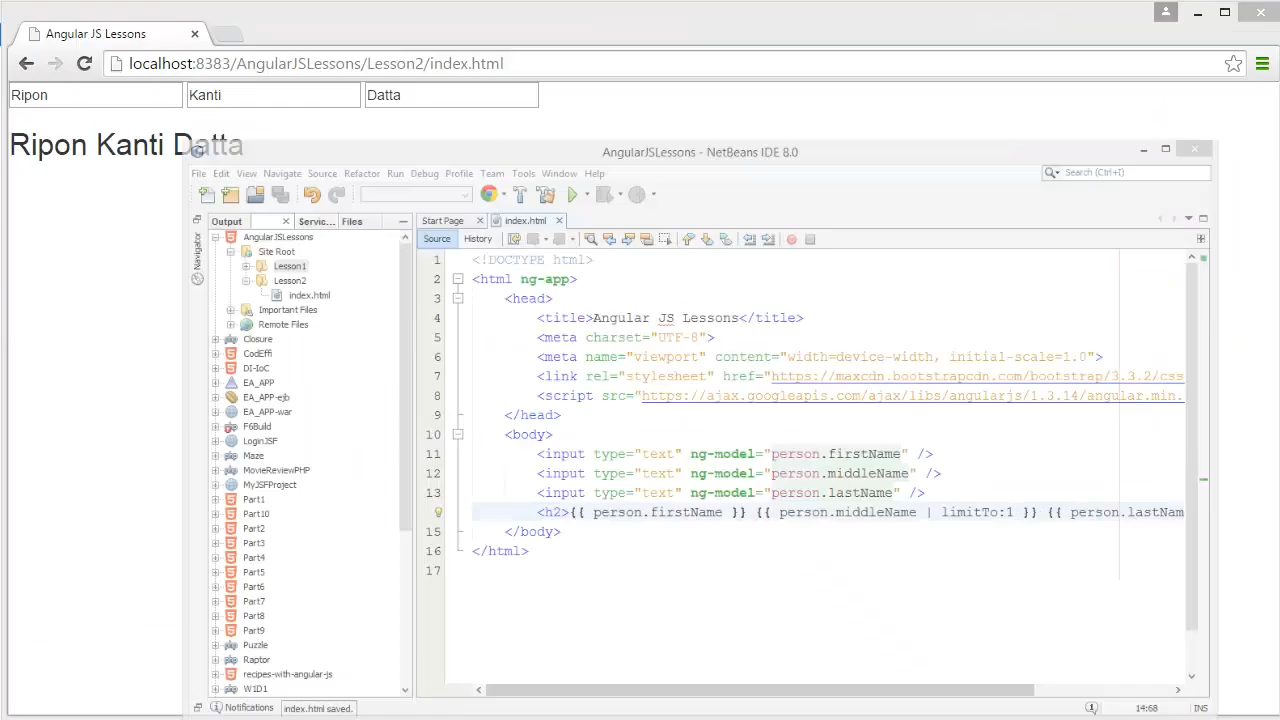 Angular JS Lessons
localhost:8383/AngularJSLessons/Lesson2/index.html
Ripon Kanti Datta
Ripon Kanti Datta
AngularJSLessons - NetBeans IDE 8.0
File Edit View Navigate Source Refactor Run Debug Profile Team Tools Window Help
Search (Ctrl+I)
Output Servic... Files
Start Page index.html
Navigator
Source History
AngularJSLessons
Site Root
Lesson1
Lesson2
index.html
Important Files
Remote Files
Closure
CodEffi
DI-IoC
EA_APP
EA_APP-ejb
EA_APP-war
F6Build
LoginJSF
Maze
MovieReviewPHP
MyJSFProject
Part1
Part10
Part2
Part3
Part4
Part5
Part6
Part7
Part8
Part9
Puzzle
Raptor
recipes-with-angular-js
W1D1
1 <!DOCTYPE html>
2 <html ng-app>
3 <head>
4 <title>Angular JS Lessons</title>
5 <meta charset="UTF-8">
6 <meta name="viewport" content="width=device-width, initial-scale=1.0">
7 <link rel="stylesheet" href="https://maxcdn.bootstrapcdn.com/bootstrap/3.3.2/css
8 <script src="https://ajax.googleapis.com/ajax/libs/angularjs/1.3.14/angular.min.
9 </head>
10 <body>
11 <input type="text" ng-model="person.firstName" />
12 <input type="text" ng-model="person.middleName" />
13 <input type="text" ng-model="person.lastName" />
<h2>{{ person.firstName }} {{ person.middleName | limitTo:1 }} {{ person.lastNam
15 </body>
16 </html>
17
Notifications index.html saved. 14:68 INS